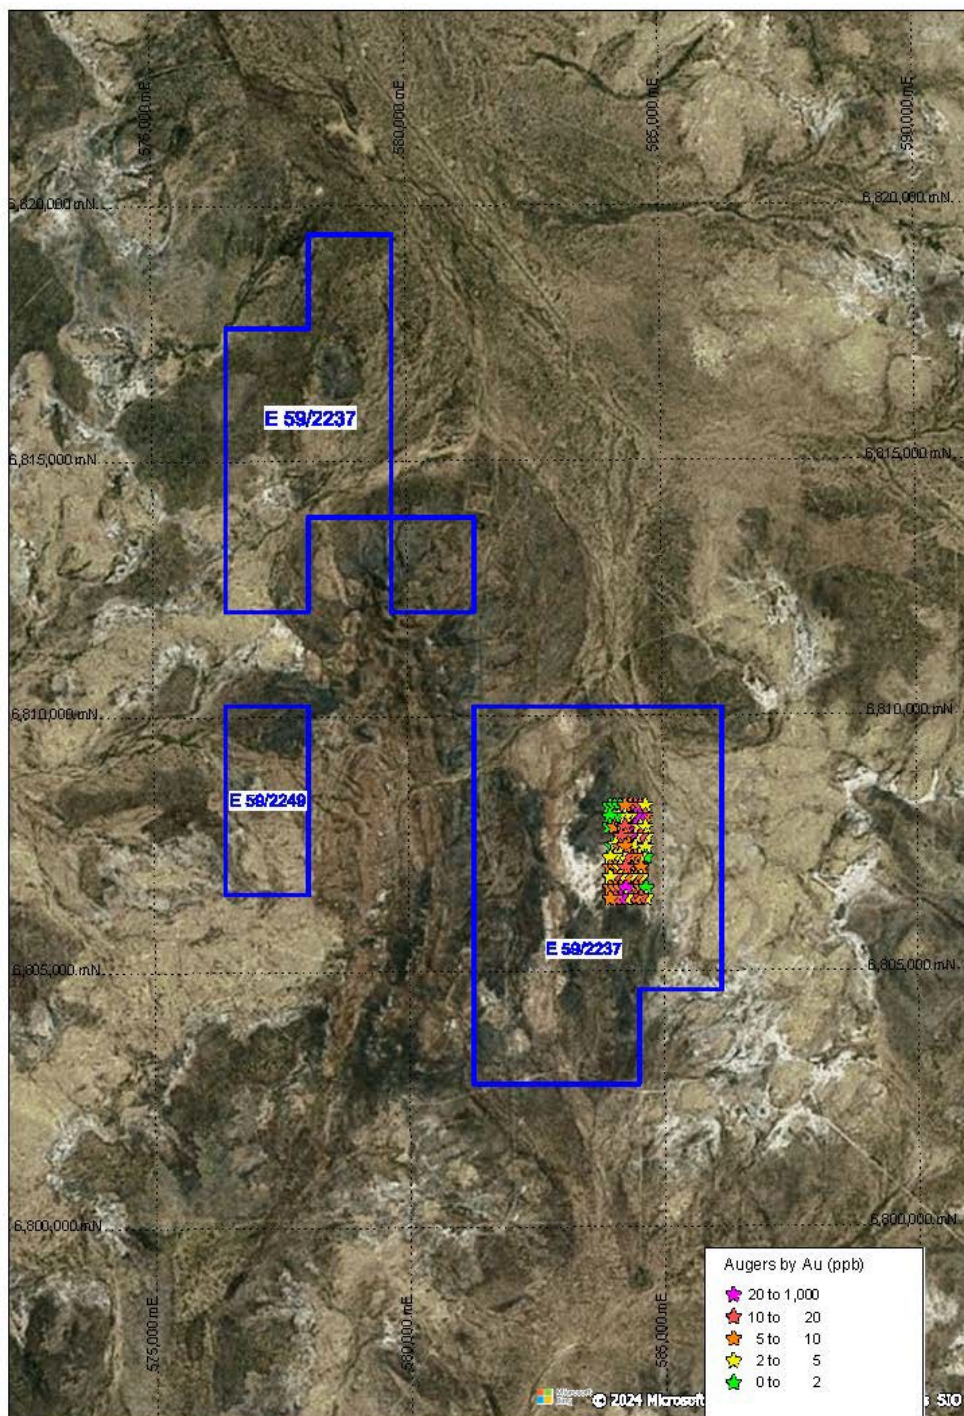 575,000 mE
580,000 mE
585,000 mE
590,000 mE
6,820,000 mN
6,820,000 mN
E 59/2237
6,815,000 mN
6,815,000 mN
6,810,000 mN
6,810,000 mN
E 59/2249
E 59/2237
6,805,000 mN
6,805,000 mN
6,800,000 mN
6,800,000 mN
575,000 mE
580,000 mE
585,000 mE
Augers by Au (ppb)
20 to 1,000
10 to 20
5 to 10
2 to 5
0 to 2
Microsoft
Bing
© 2024 Microsoft
s SIO